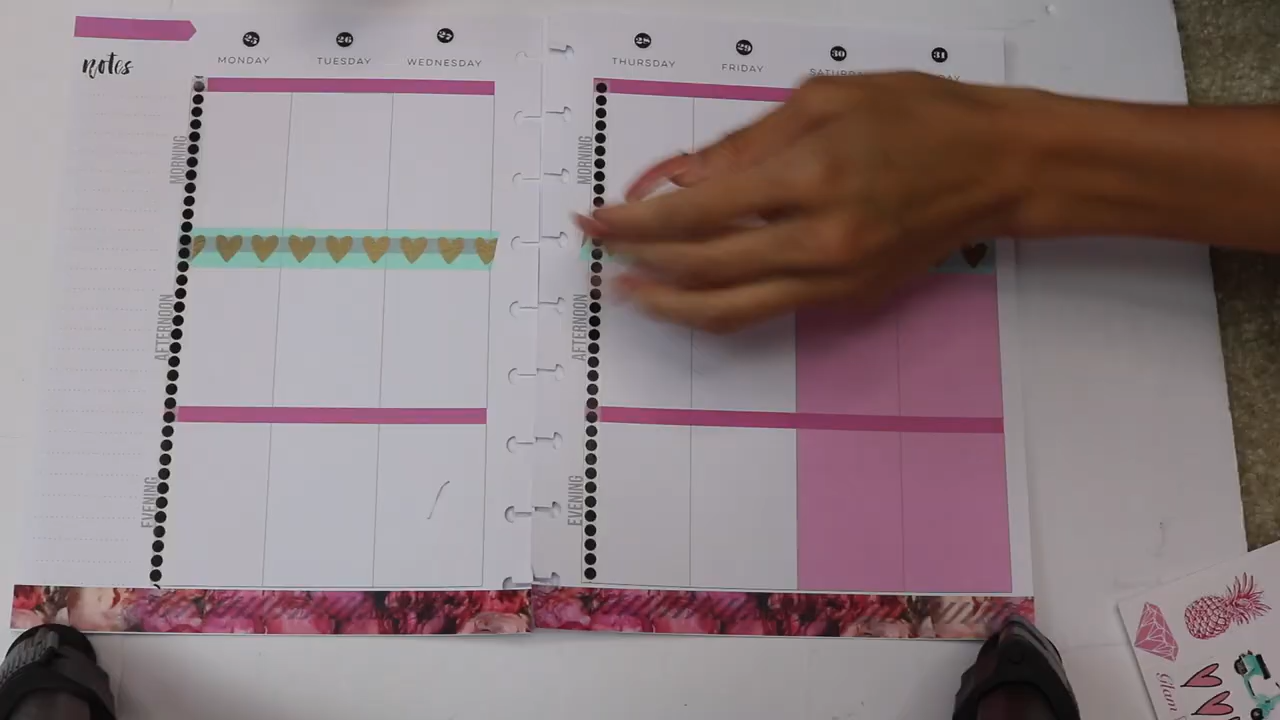 25 26 27 28 29 30 31
MONDAY TUESDAY WEDNESDAY THURSDAY FRIDAY
notes
MORNING MORNING
AFTERNOON AFTERNOON
EVENING EVENING
Glam